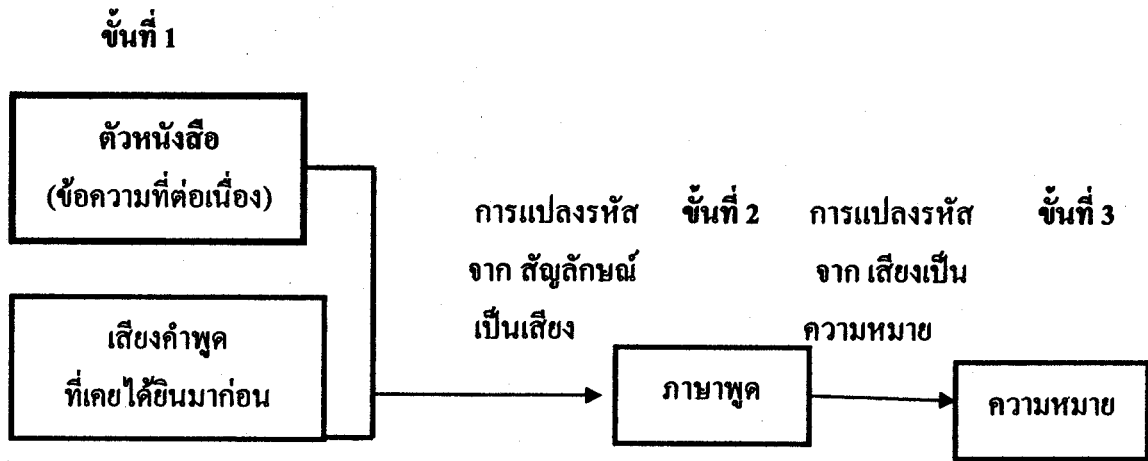 ขั้นที่ 1
ตัวหนังสือ
(ข้อความที่ต่อเนื่อง)
เสียงคำพูด
ที่เคยได้ยินมาก่อน
การแปลงรหัส
จาก สัญลักษณ์
เป็นเสียง
ขั้นที่ 2
ภาษาพูด
การแปลงรหัส
จาก เสียงเป็น
ความหมาย
ขั้นที่ 3
ความหมาย